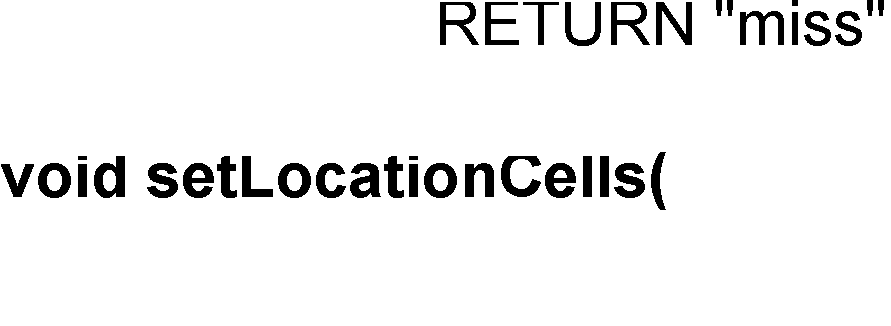 RETURN "miss"
void setLocationCells(